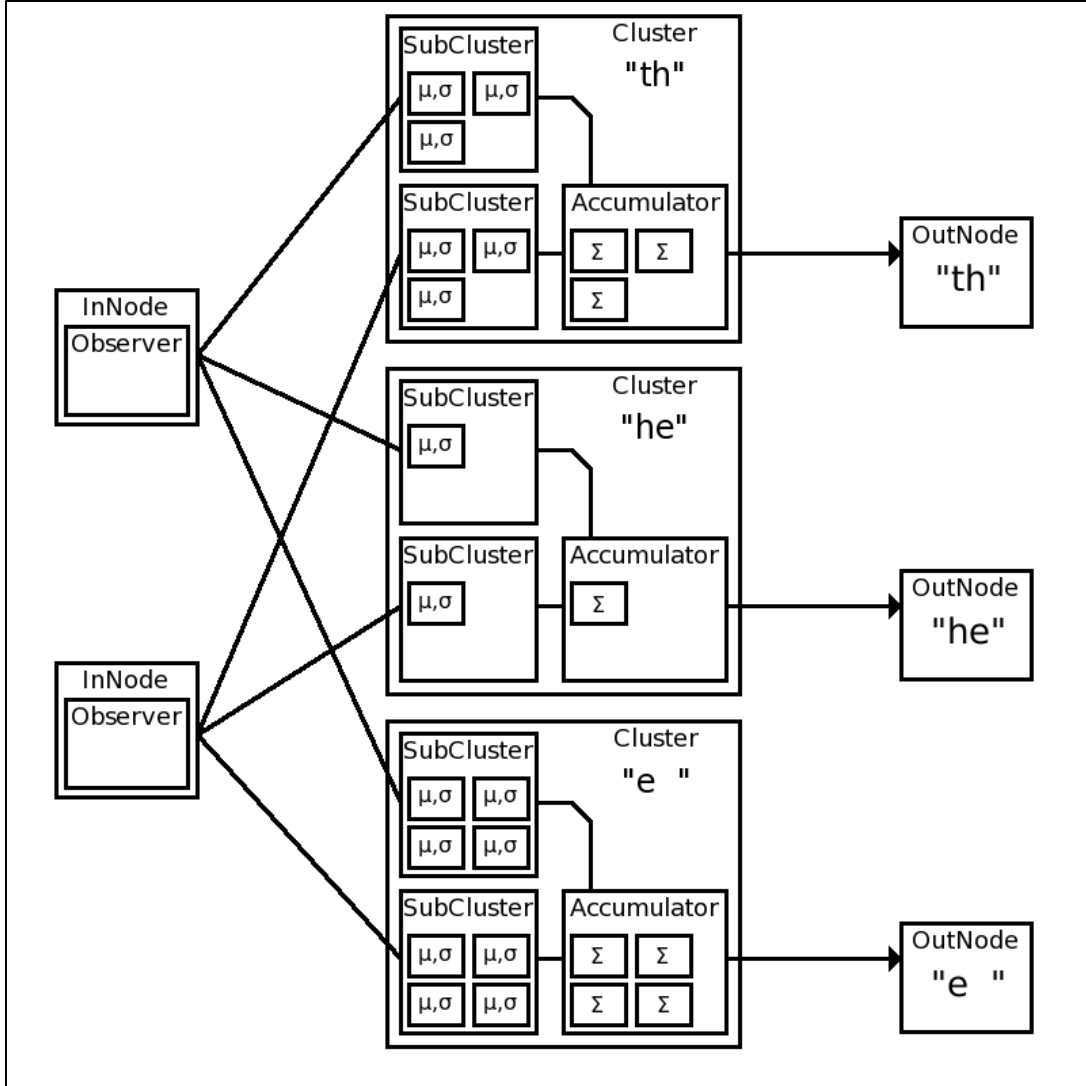 InNode
Observer
InNode
Observer
Cluster
"th"
SubCluster
μ,σ μ,σ
μ,σ
SubCluster
μ,σ μ,σ
μ,σ
Accumulator
Σ Σ
Σ
Cluster
"he"
SubCluster
μ,σ
SubCluster
μ,σ
Accumulator
Σ
Cluster
"e  "
SubCluster
μ,σ μ,σ
μ,σ μ,σ
SubCluster
μ,σ μ,σ
μ,σ μ,σ
Accumulator
Σ Σ
Σ Σ
OutNode
"th"
OutNode
"he"
OutNode
"e  "